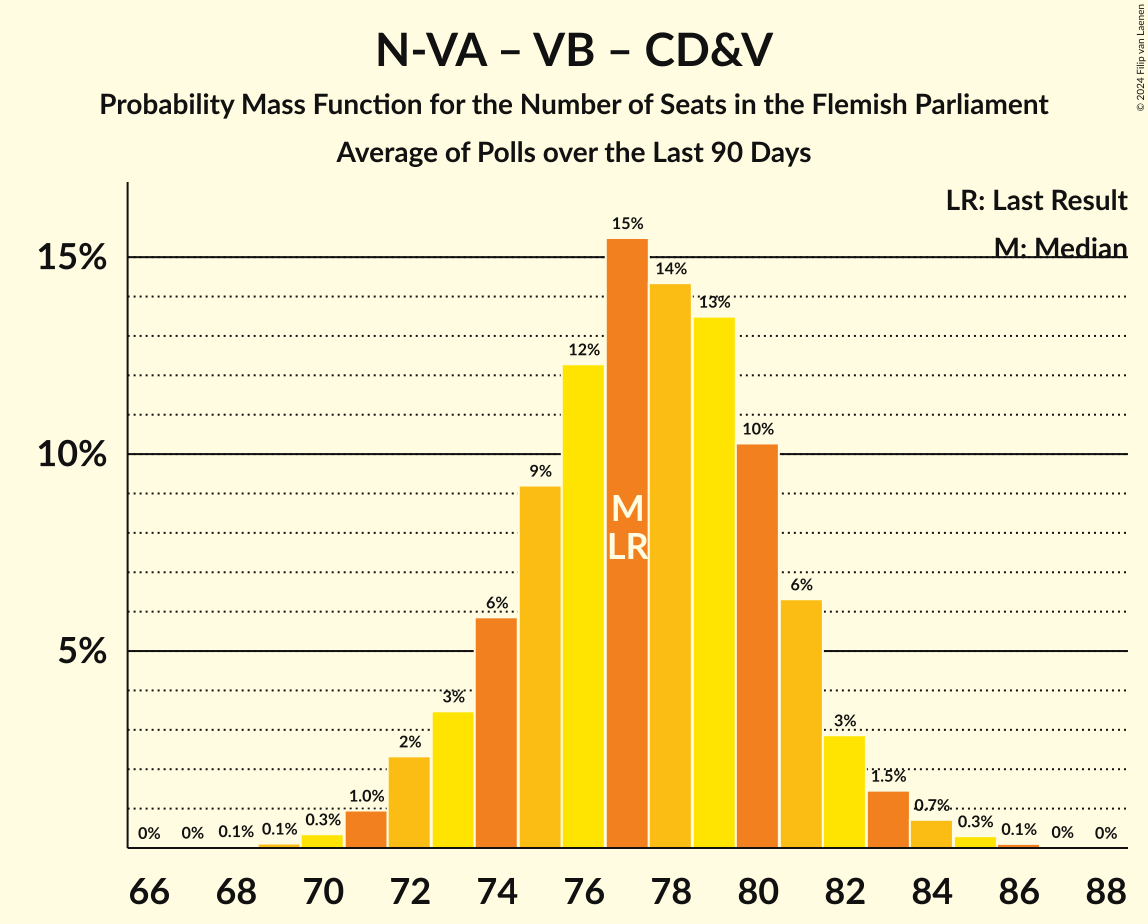 N-VA – VB – CD&V
Probability Mass Function for the Number of Seats in the Flemish Parliament
Average of Polls over the Last 90 Days
© 2024 Filip van Laenen
LR: Last Result
M: Median
15%
10%
5%
0%
0%
0.1%
0.1%
0.3%
1.0%
2%
3%
6%
9%
12%
15%
14%
13%
10%
6%
3%
1.5%
0.7%
0.3%
0.1%
0%
0%
M
LR
66 68 70 72 74 76 78 80 82 84 86 88